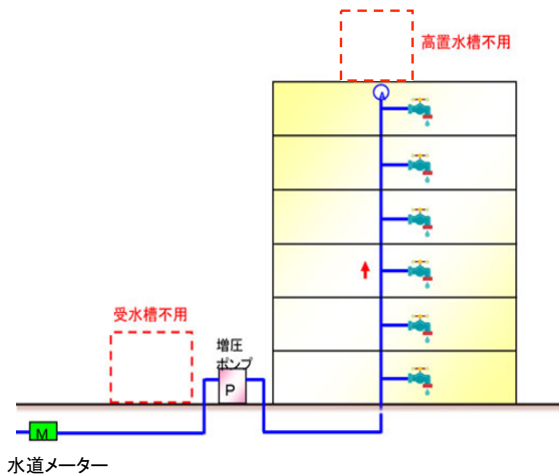 高置水槽不用
受水槽不用
増圧
ポンプ
P
M
水道メーター